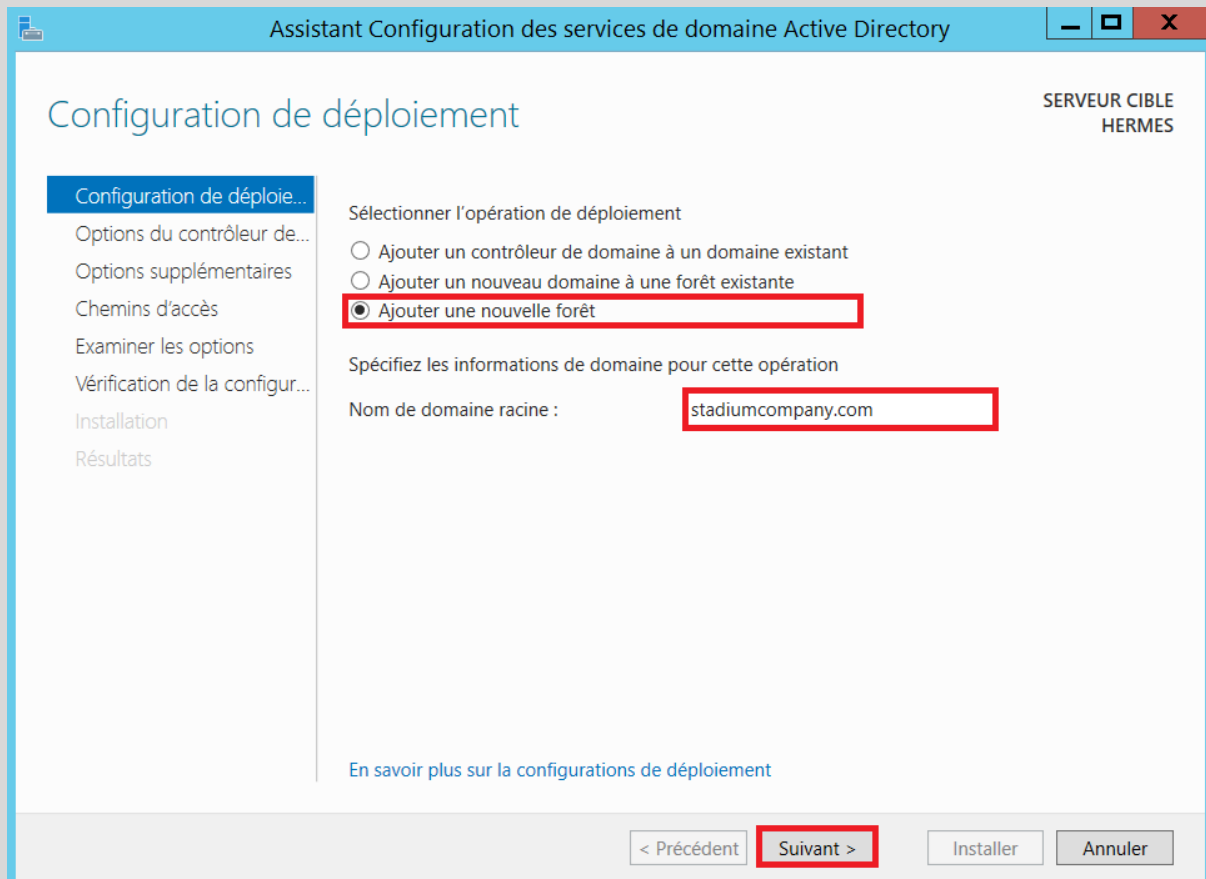 Assistant Configuration des services de domaine Active Directory
Configuration de déploiement
SERVEUR CIBLE
HERMES
Configuration de déploie...
Options du contrôleur de...
Options supplémentaires
Chemins d'accès
Examiner les options
Vérification de la configur...
Installation
Résultats
Sélectionner l'opération de déploiement
Ajouter un contrôleur de domaine à un domaine existant
Ajouter un nouveau domaine à une forêt existante
Ajouter une nouvelle forêt
Spécifiez les informations de domaine pour cette opération
Nom de domaine racine : stadiumcompany.com
En savoir plus sur la configurations de déploiement
< Précédent Suivant > Installer Annuler